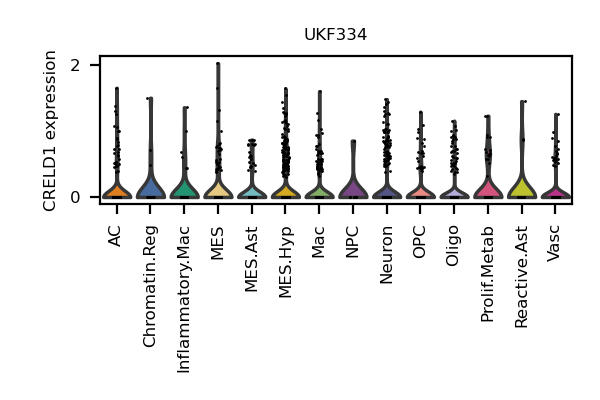 UKF334
CRELD1 expression
2
0
AC
Chromatin.Reg
Inflammatory.Mac
MES
MES.Ast
MES.Hyp
Mac
NPC
Neuron
OPC
Oligo
Prolif.Metab
Reactive.Ast
Vasc